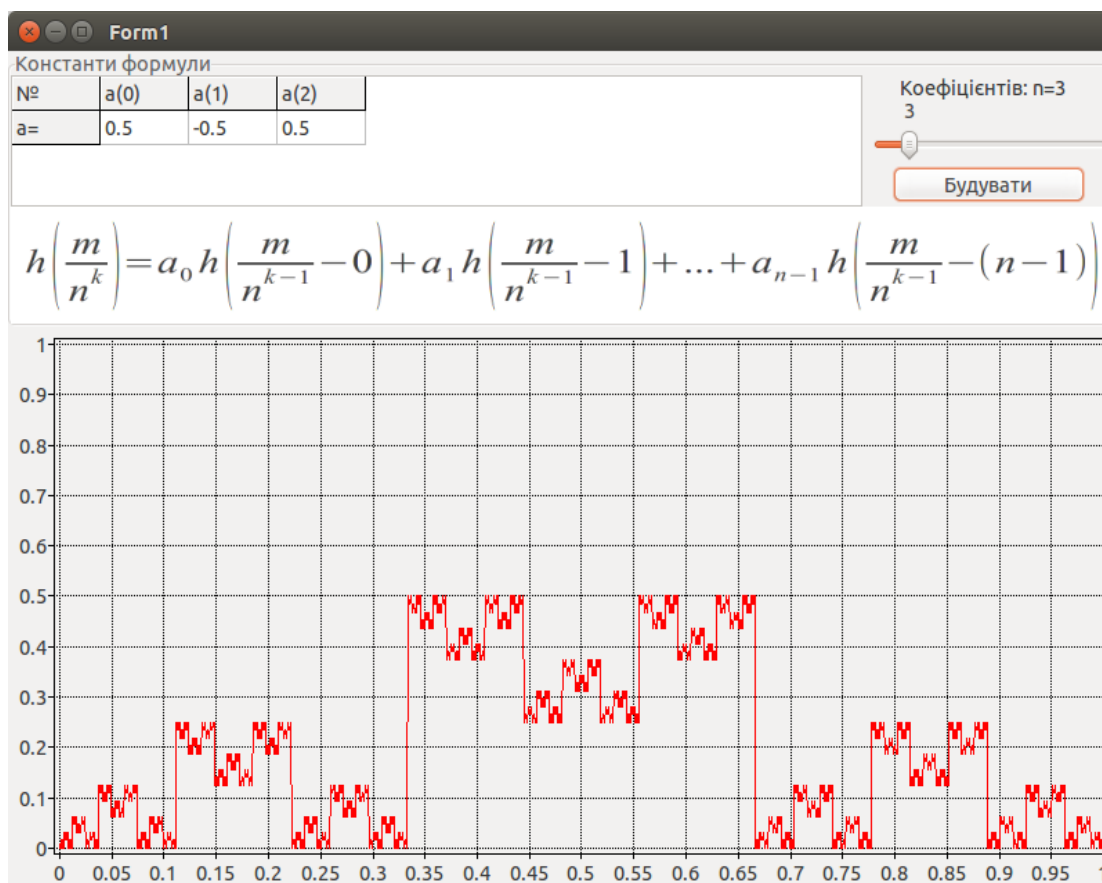 Form1
Константи формули
№ a(0) a(1) a(2)
a= 0.5 -0.5 0.5
Коефіцієнтів: n=3
3
Будувати
h(m/n^k)=a_0 h(m/n^{k-1}-0)+a_1 h(m/n^{k-1}-1)+...+a_{n-1} h(m/n^{k-1}-(n-1))
1
0.9
0.8
0.7
0.6
0.5
0.4
0.3
0.2
0.1
0
0 0.05 0.1 0.15 0.2 0.25 0.3 0.35 0.4 0.45 0.5 0.55 0.6 0.65 0.7 0.75 0.8 0.85 0.9 0.95 1